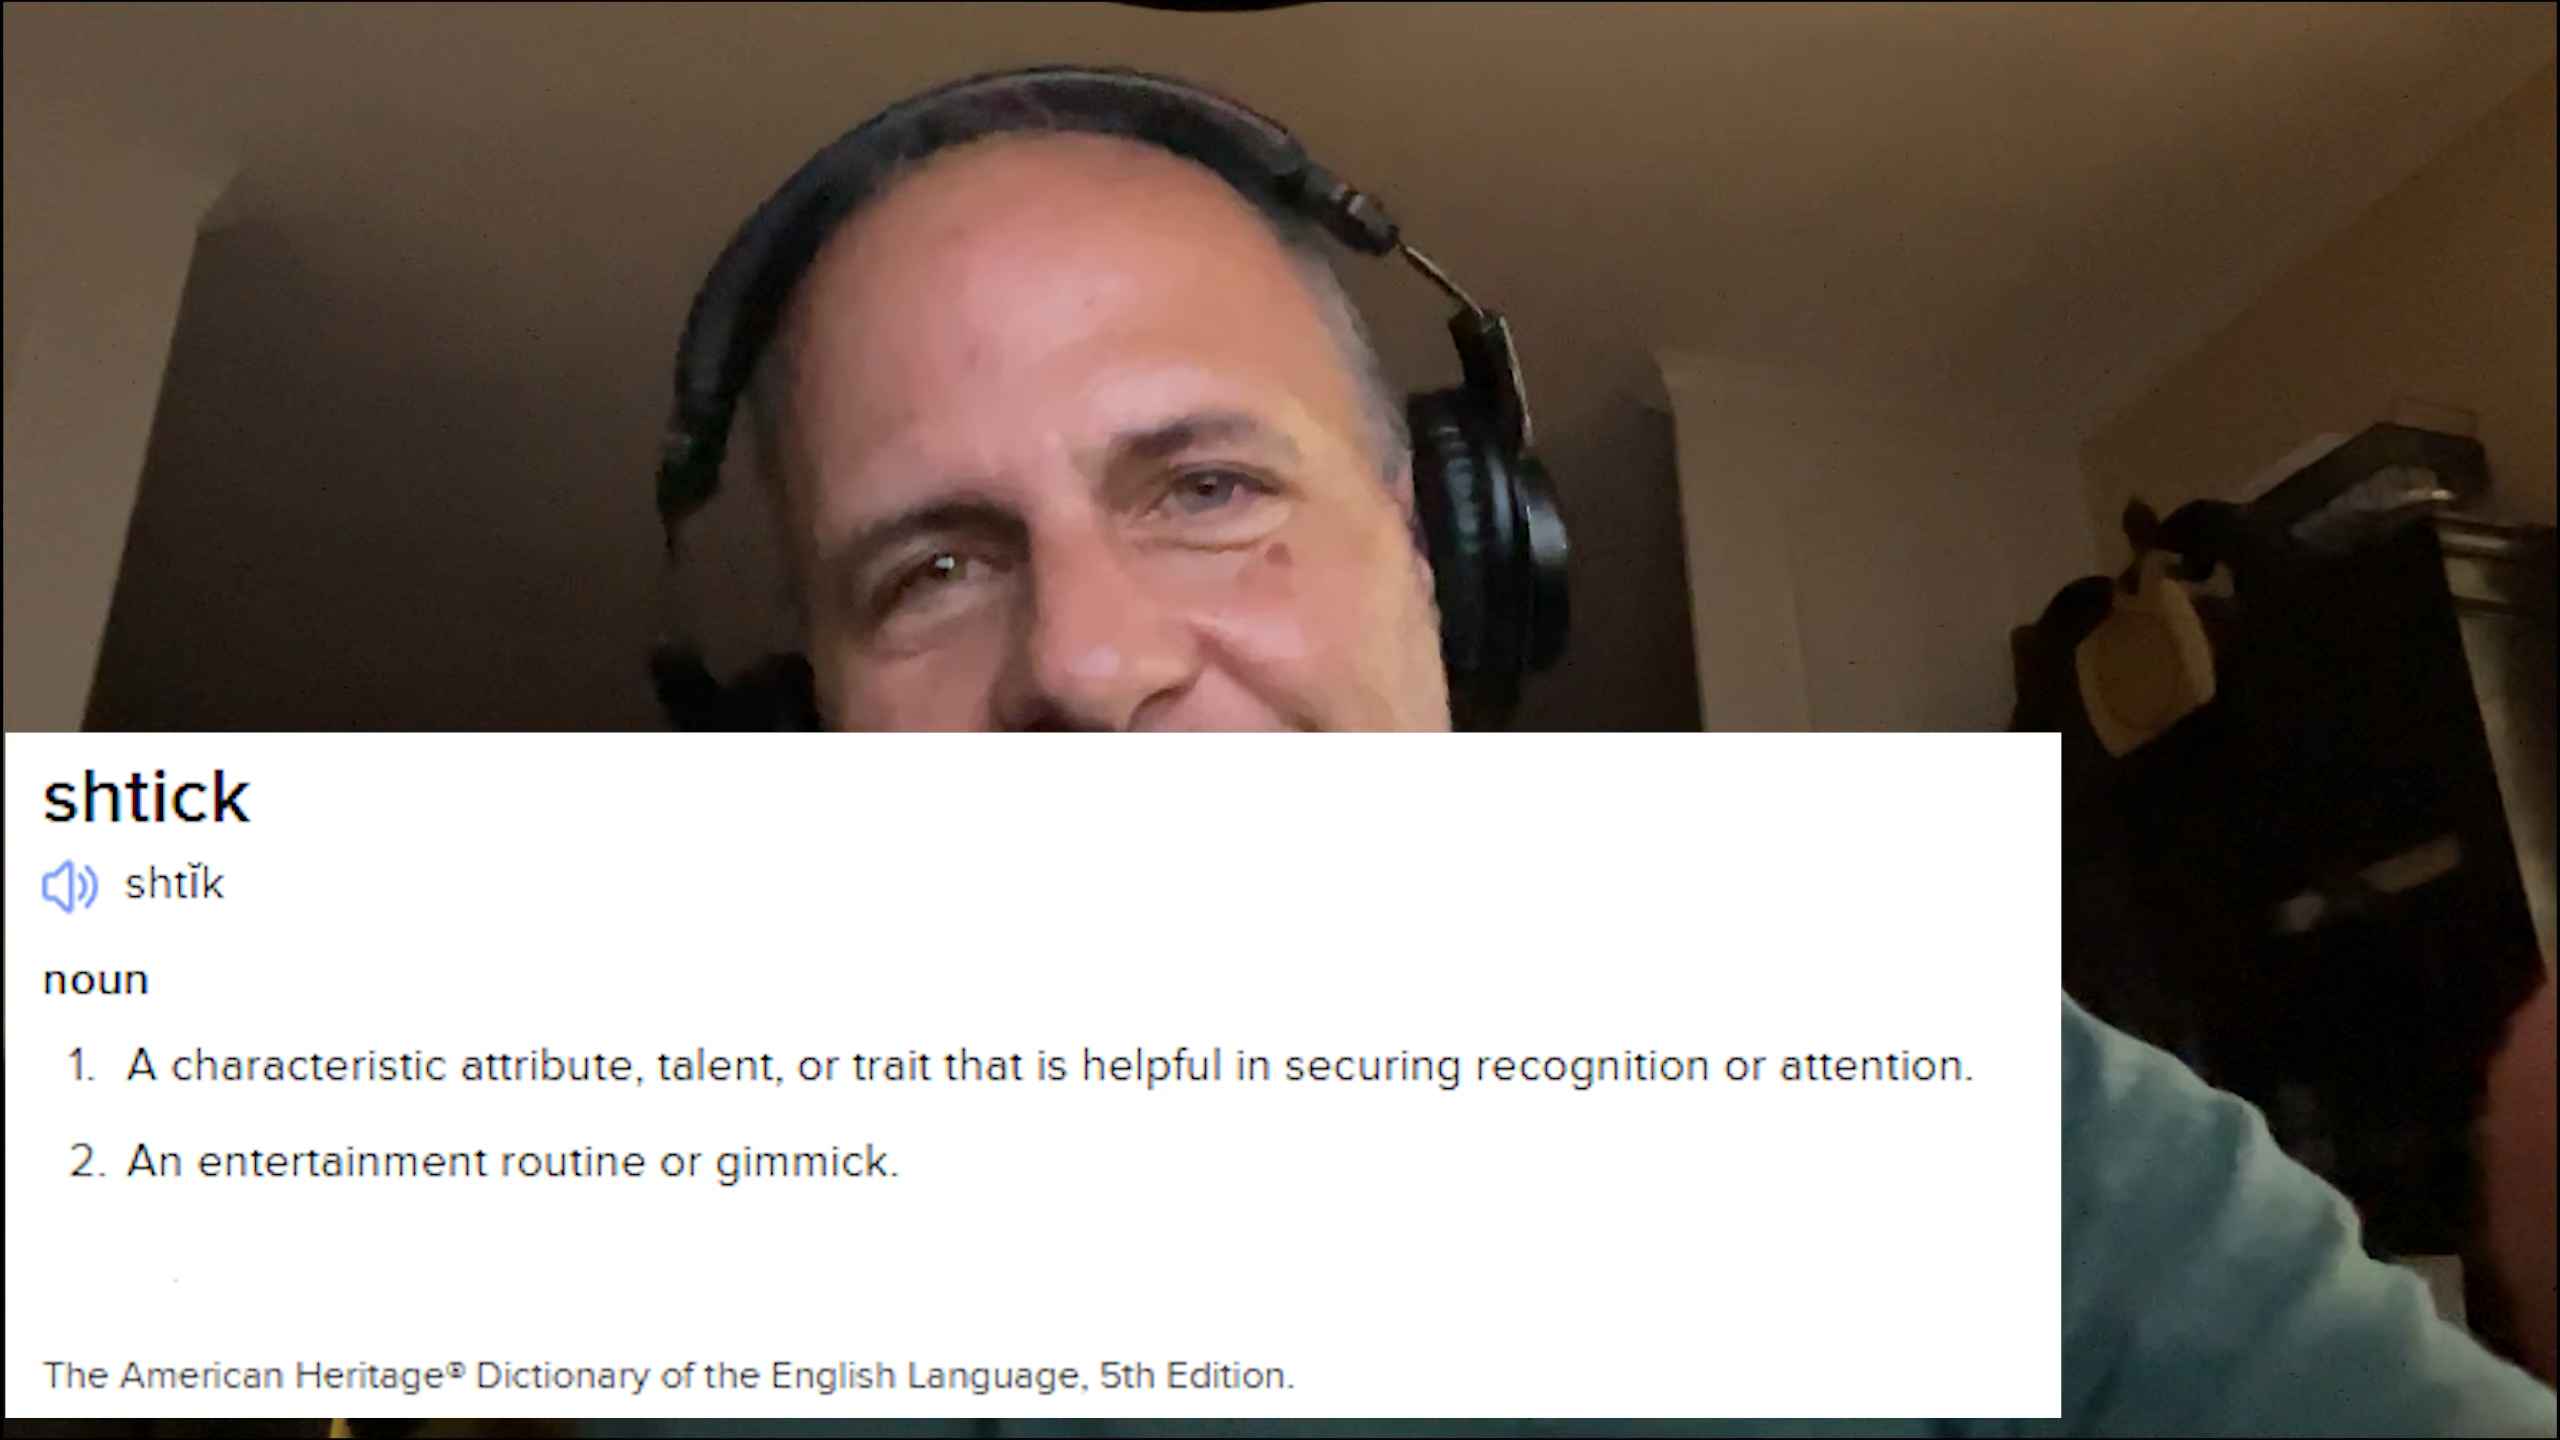 shtick
shtĭk
noun
1. A characteristic attribute, talent, or trait that is helpful in securing recognition or attention.
2. An entertainment routine or gimmick.
The American Heritage® Dictionary of the English Language, 5th Edition.